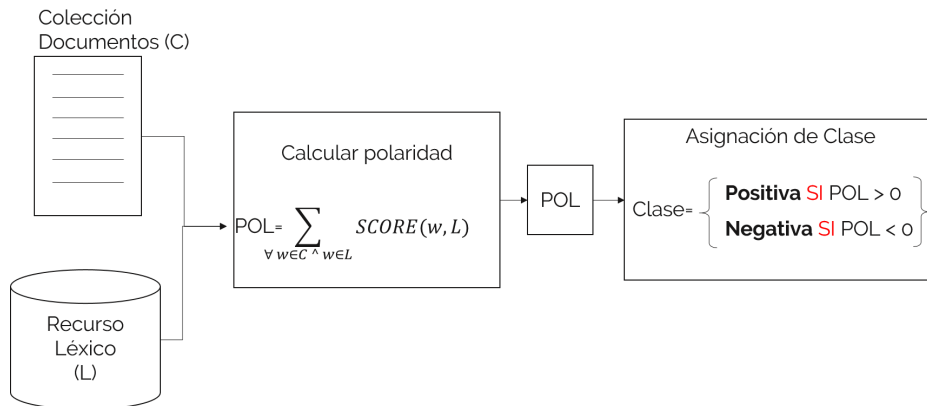 Colección
Documentos (C)
Recurso
Léxico
(L)
Calcular polaridad
POL= ∑ SCORE(w, L)
∀ w∈C ^ w∈L
POL
Asignación de Clase
Clase= { Positiva SI POL > 0
Negativa SI POL < 0 }